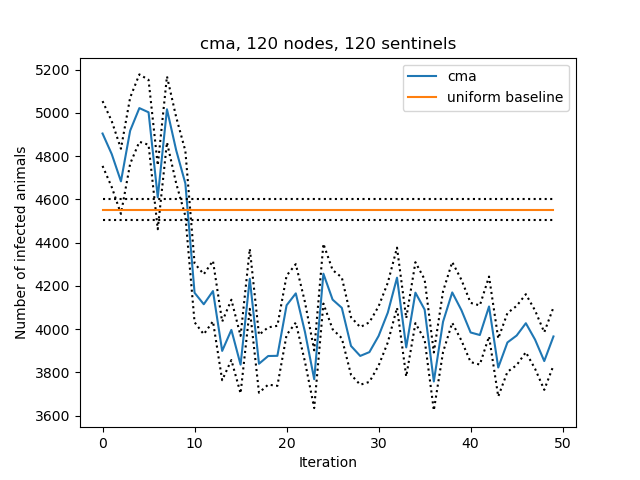 cma, 120 nodes, 120 sentinels
cma
uniform baseline
5200
5000
4800
4600
4400
4200
4000
3800
3600
Number of infected animals
0 10 20 30 40 50
Iteration